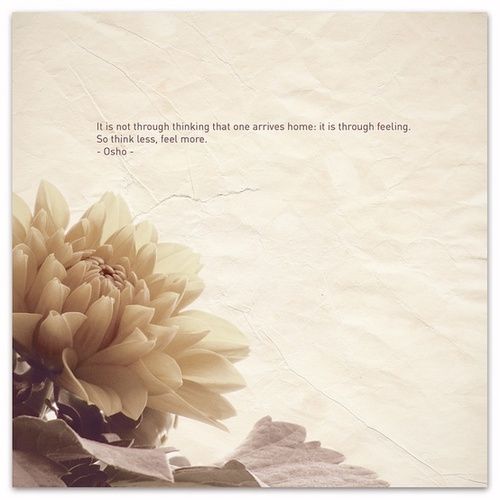 It is not through thinking that one arrives home: it is through feeling.
So think less, feel more.
- Osho -